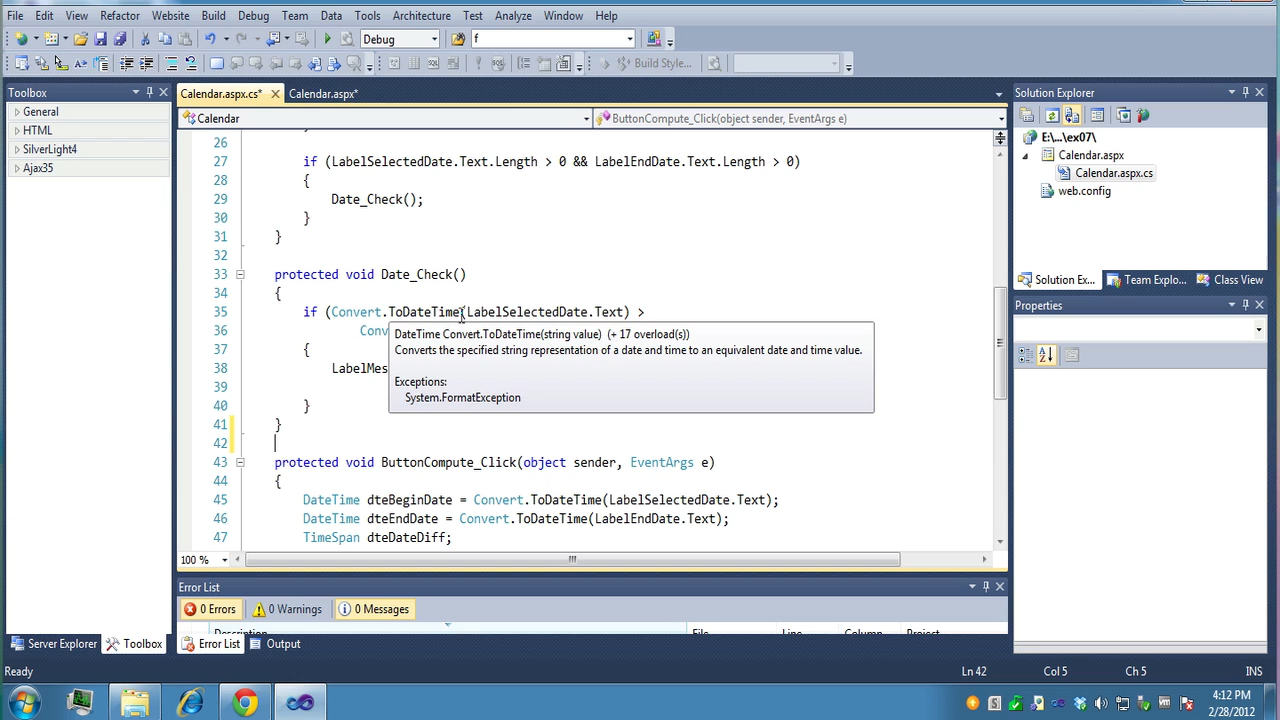 File Edit View Refactor Website Build Debug Team Data Tools Architecture Test Analyze Window Help
Debug f
Build Style...
Toolbox
General
HTML
SilverLight4
Ajax35
Calendar.aspx.cs* Calendar.aspx*
Calendar ButtonCompute_Click(object sender, EventArgs e)
26
27 if (LabelSelectedDate.Text.Length > 0 && LabelEndDate.Text.Length > 0)
28 {
29 Date_Check();
30 }
31 }
32
33 protected void Date_Check()
34 {
35 if (Convert.ToDateTime(LabelSelectedDate.Text) >
36 Conv
37 {
38 LabelMes
39
40 }
41 }
42
43 protected void ButtonCompute_Click(object sender, EventArgs e)
44 {
45 DateTime dteBeginDate = Convert.ToDateTime(LabelSelectedDate.Text);
46 DateTime dteEndDate = Convert.ToDateTime(LabelEndDate.Text);
47 TimeSpan dteDateDiff;
DateTime Convert.ToDateTime(string value) (+ 17 overload(s))
Converts the specified string representation of a date and time to an equivalent date and time value.
Exceptions:
System.FormatException
100 %
Error List
0 Errors 0 Warnings 0 Messages
Description File Line Column Project
Server Explorer Toolbox Error List Output
Solution Explorer
E:\...\ex07\
Calendar.aspx
Calendar.aspx.cs
web.config
Solution Ex... Team Explo... Class View
Properties
Ready Ln 42 Col 5 Ch 5 INS
4:12 PM
2/28/2012